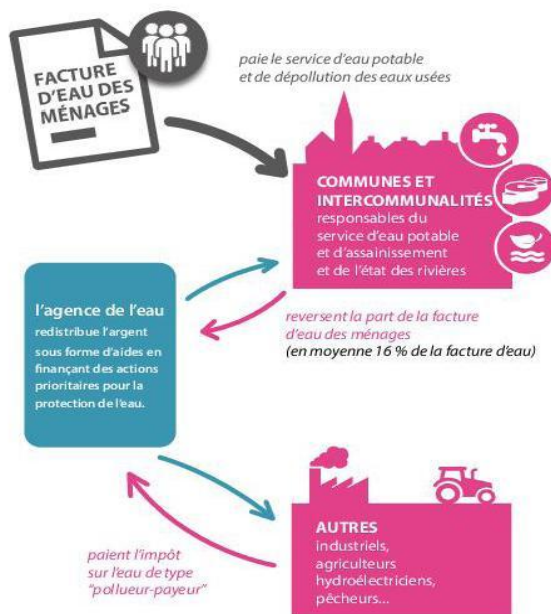 FACTURE
D'EAU DES
MÉNAGES
paie le service d'eau potable
et de dépollution des eaux usées
COMMUNES ET
INTERCOMMUNALITÉS
responsables du
service d'eau potable
et d'assainissement
et de l'état des rivières
l'agence de l'eau
redistribue l'argent
sous forme d'aides en
finançant des actions
prioritaires pour la
protection de l'eau.
reversent la part de la facture
d'eau des ménages
(en moyenne 16 % de la facture d'eau)
AUTRES
industriels,
agriculteurs
hydroélectriciens,
pêcheurs...
paient l'impôt
sur l'eau de type
"pollueur-payeur"